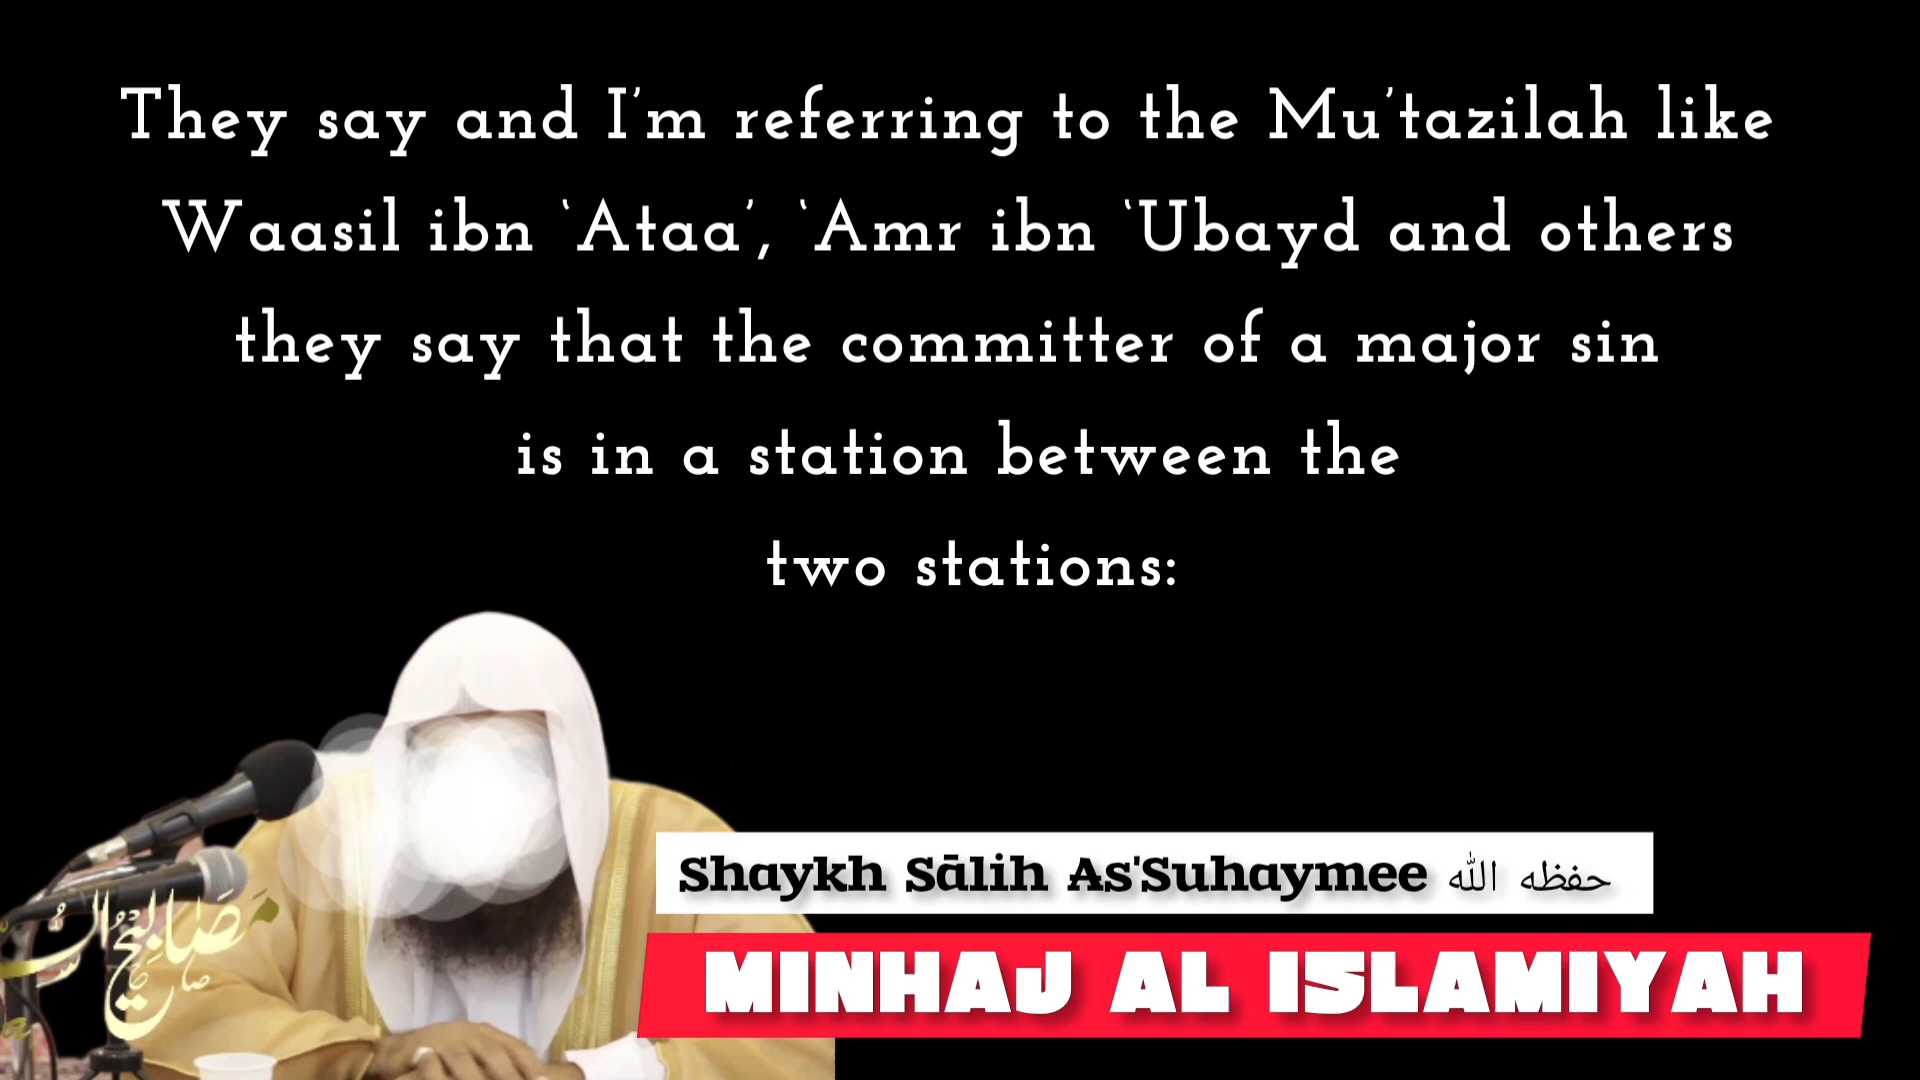 They say and I'm referring to the Mu'tazilah like
Waasil ibn ‛Ataa’, ‛Amr ibn ‛Ubayd and others
they say that the committer of a major sin
is in a station between the
two stations:
Shaykh Sālih As'Suhaymee حفظه الله
MINHAJ AL ISLAMIYAH